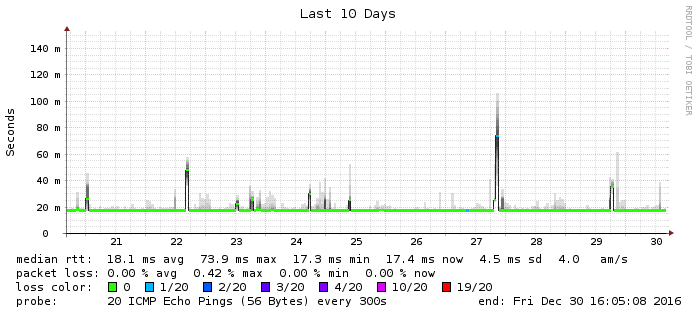 Last 10 Days
RRDTOOL / TOBI OETIKER
Seconds
140 m
120 m
100 m
80 m
60 m
40 m
20 m
0
21 22 23 24 25 26 27 28 29 30
median rtt: 18.1 ms avg 73.9 ms max 17.3 ms min 17.4 ms now 4.5 ms sd 4.0 am/s
packet loss: 0.00 % avg 0.42 % max 0.00 % min 0.00 % now
loss color: 0 1/20 2/20 3/20 4/20 10/20 19/20
probe: 20 ICMP Echo Pings (56 Bytes) every 300s end: Fri Dec 30 16:05:08 2016